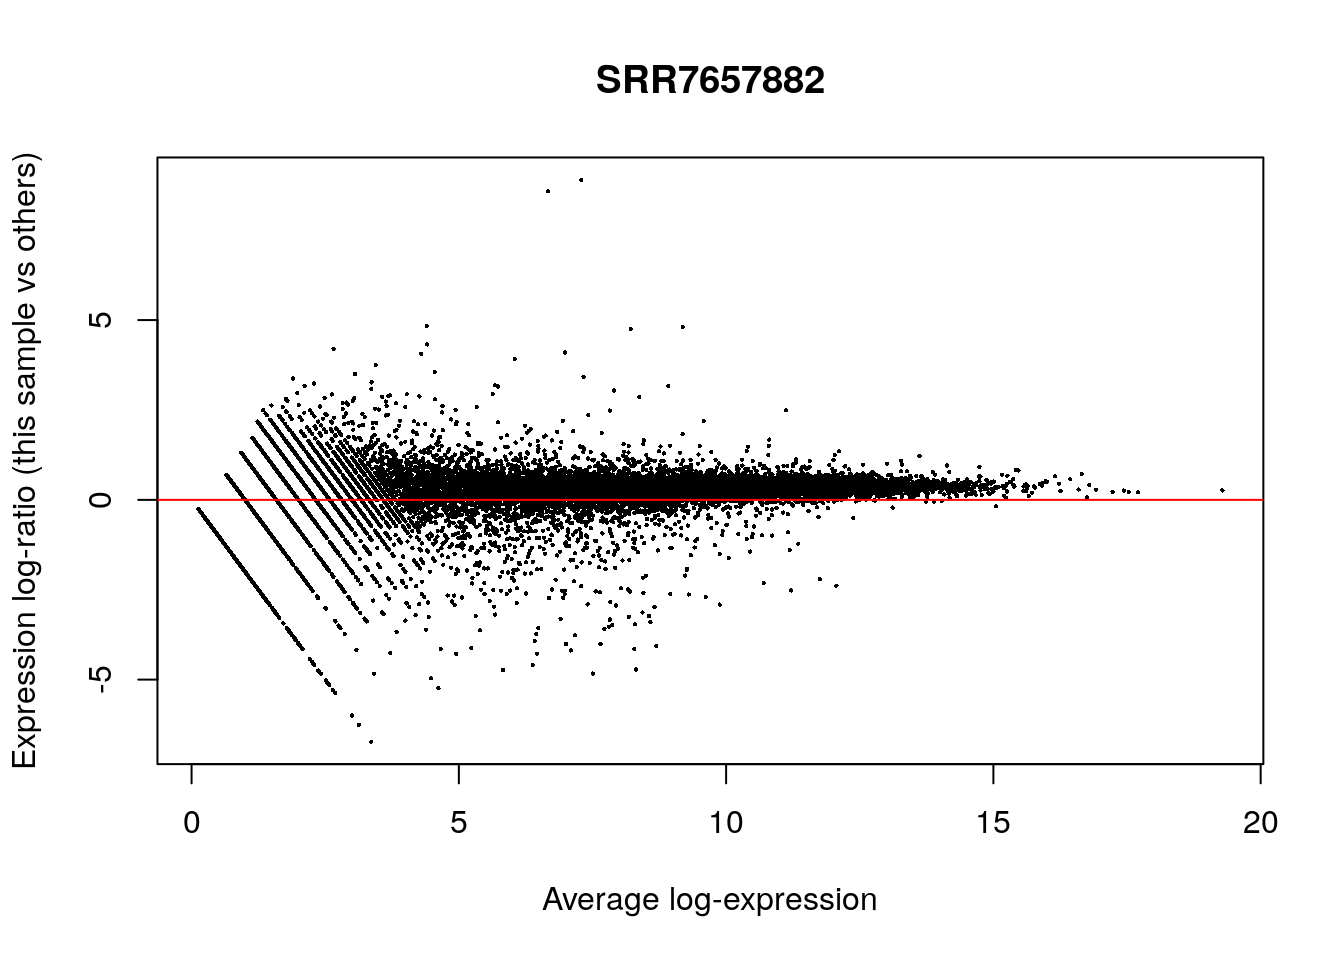 SRR7657882
Expression log-ratio (this sample vs others)
5
0
-5
0 5 10 15 20
Average log-expression